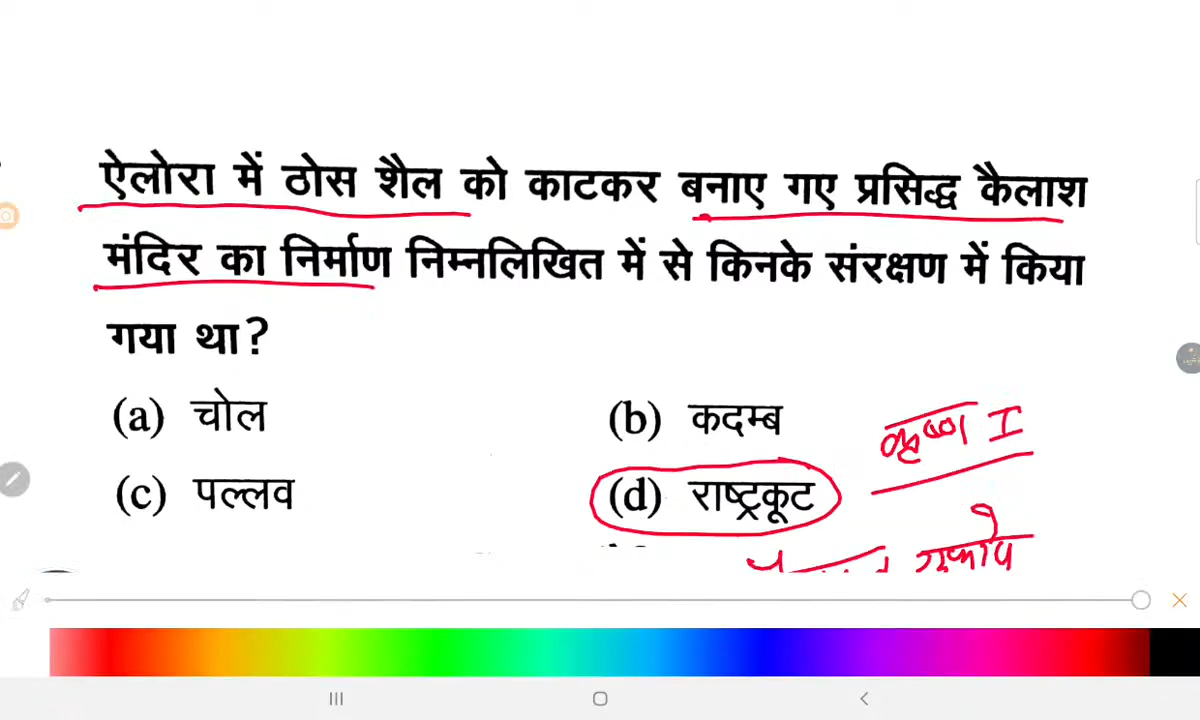 ऐलोरा में ठोस शैल को काटकर बनाए गए प्रसिद्ध कैलाश
मंदिर का निर्माण निम्नलिखित में से किनके संरक्षण में किया
गया था?
(a) चोल
(b) कदम्ब
कृष्ण I
(c) पल्लव
(d) राष्ट्रकूट